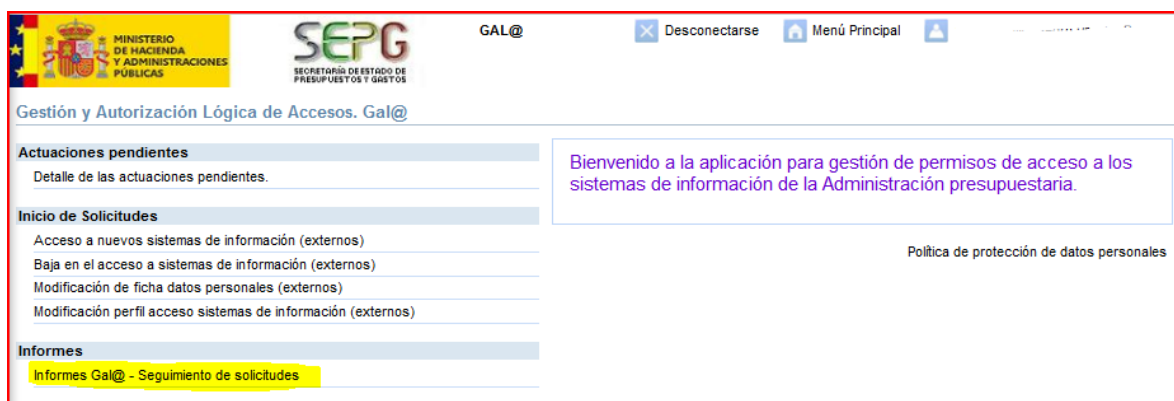 MINISTERIO
DE HACIENDA
Y ADMINISTRACIONES
PÚBLICAS
SEPG
SECRETARÍA DE ESTADO DE
PRESUPUESTOS Y GASTOS
GAL@
Desconectarse
Menú Principal
Gestión y Autorización Lógica de Accesos. Gal@
Actuaciones pendientes
Detalle de las actuaciones pendientes.
Inicio de Solicitudes
Acceso a nuevos sistemas de información (externos)
Baja en el acceso a sistemas de información (externos)
Modificación de ficha datos personales (externos)
Modificación perfil acceso sistemas de información (externos)
Informes
Informes Gal@ - Seguimiento de solicitudes
Bienvenido a la aplicación para gestión de permisos de acceso a los
sistemas de información de la Administración presupuestaria.
Política de protección de datos personales